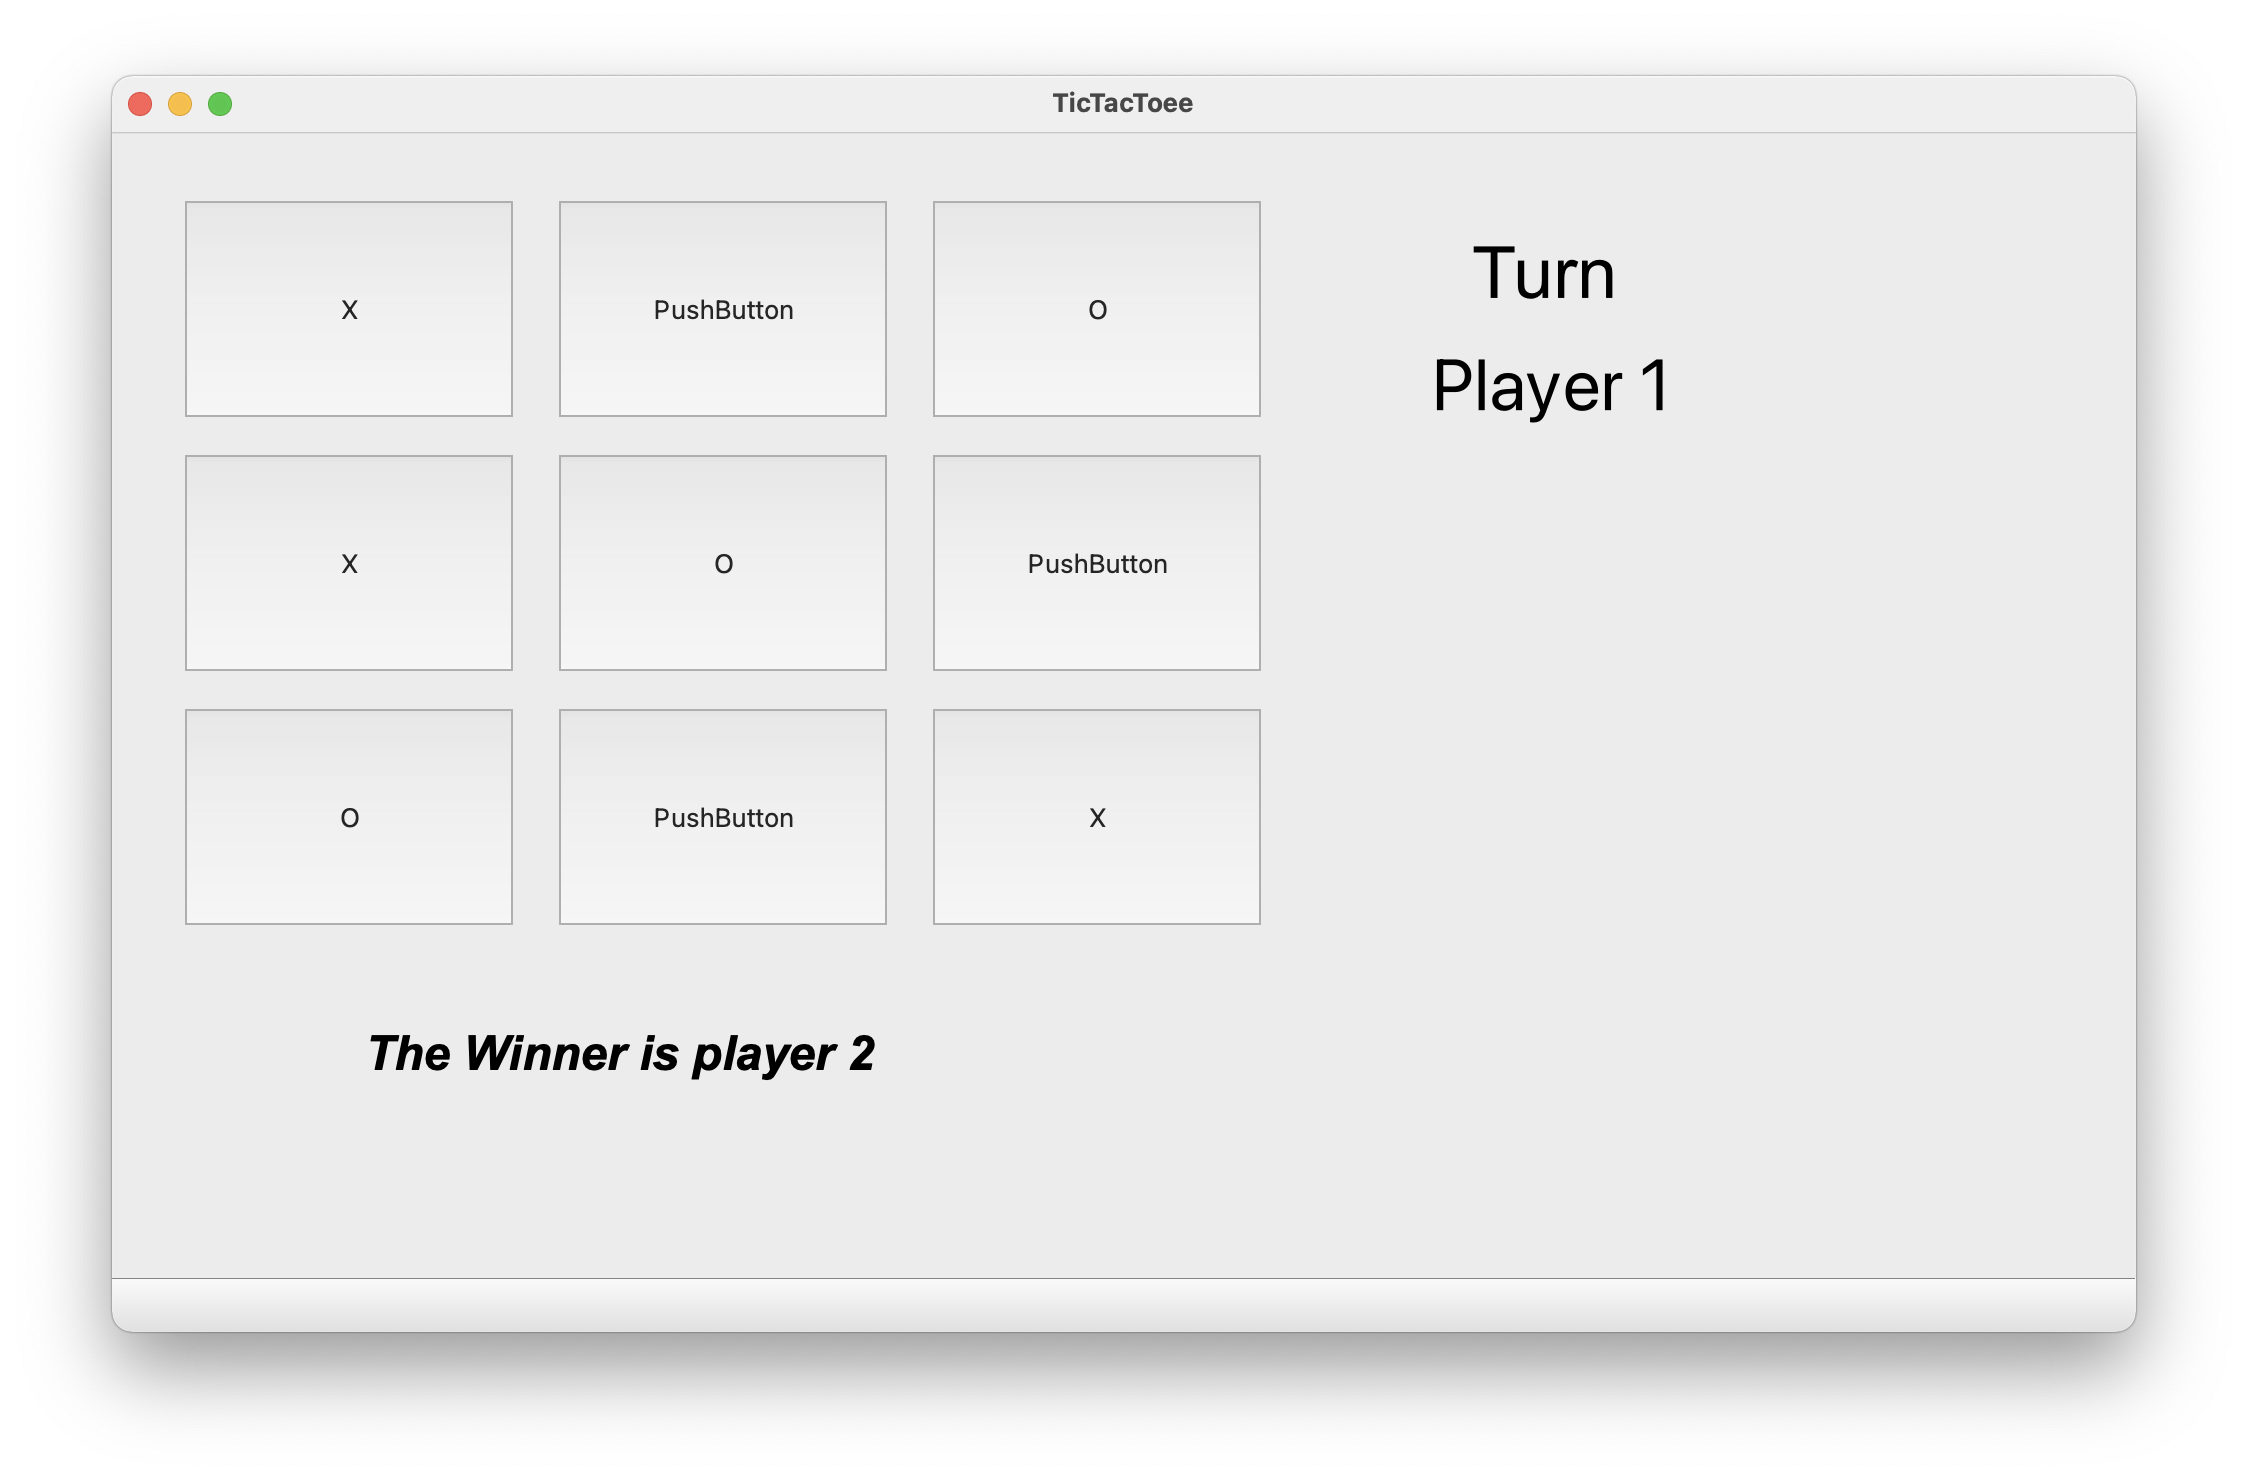 TicTacToee
X PushButton O
X O PushButton
O PushButton X
Turn
Player 1
The Winner is player 2